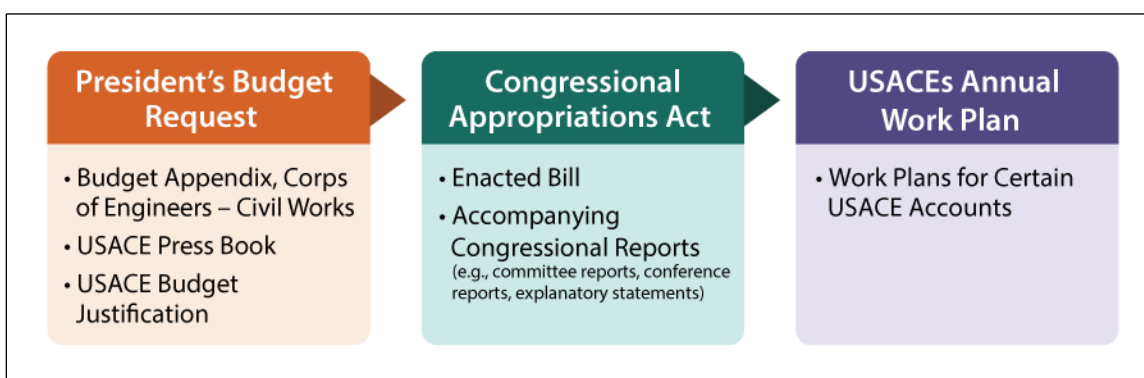 President's Budget
Request
• Budget Appendix, Corps
of Engineers – Civil Works
• USACE Press Book
• USACE Budget
Justification
Congressional
Appropriations Act
• Enacted Bill
• Accompanying
Congressional Reports
(e.g., committee reports, conference
reports, explanatory statements)
USACEs Annual
Work Plan
• Work Plans for Certain
USACE Accounts